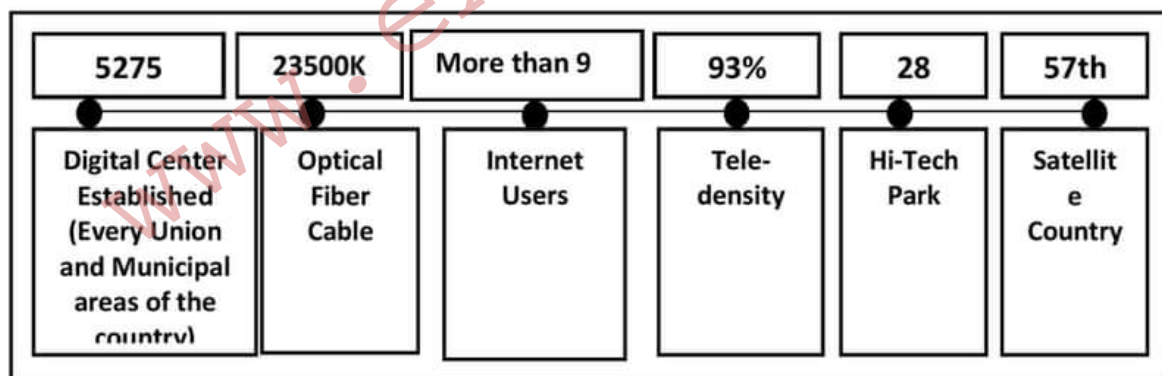 5275
23500K
More than 9
93%
28
57th
Digital Center
Established
(Every Union
and Municipal
areas of the
country)
Optical
Fiber
Cable
Internet
Users
Tele-
density
Hi-Tech
Park
Satellit
e
Country
www.e